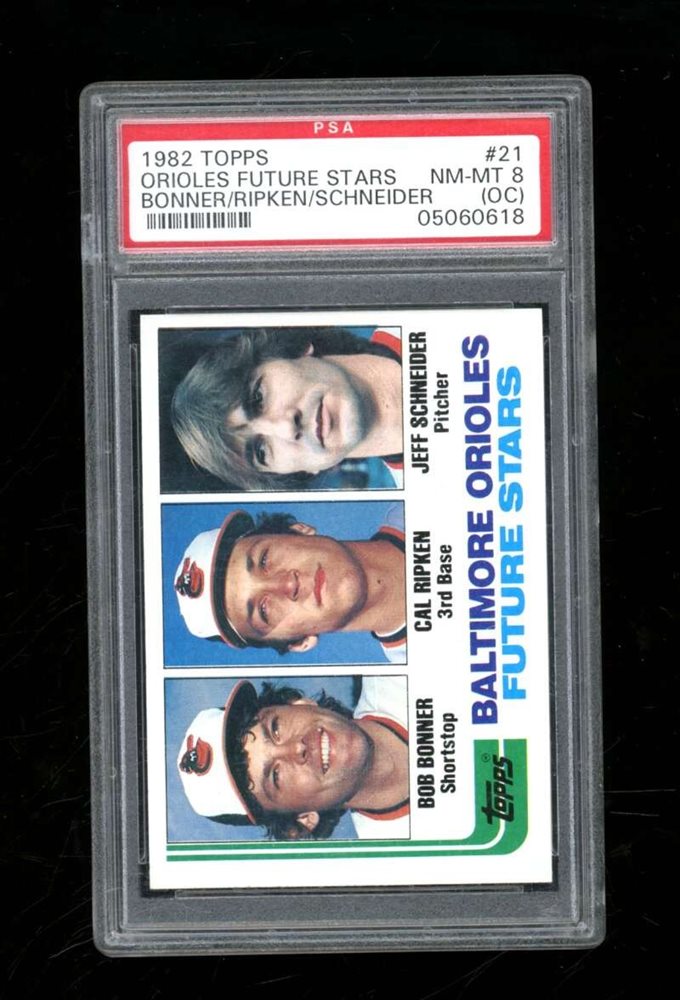 PSA
1982 TOPPS #21
ORIOLES FUTURE STARS NM-MT 8
BONNER/RIPKEN/SCHNEIDER (OC)
05060618
BOB BONNER
Shortstop
CAL RIPKEN
3rd Base
JEFF SCHNEIDER
Pitcher
topps®
BALTIMORE ORIOLES
FUTURE STARS